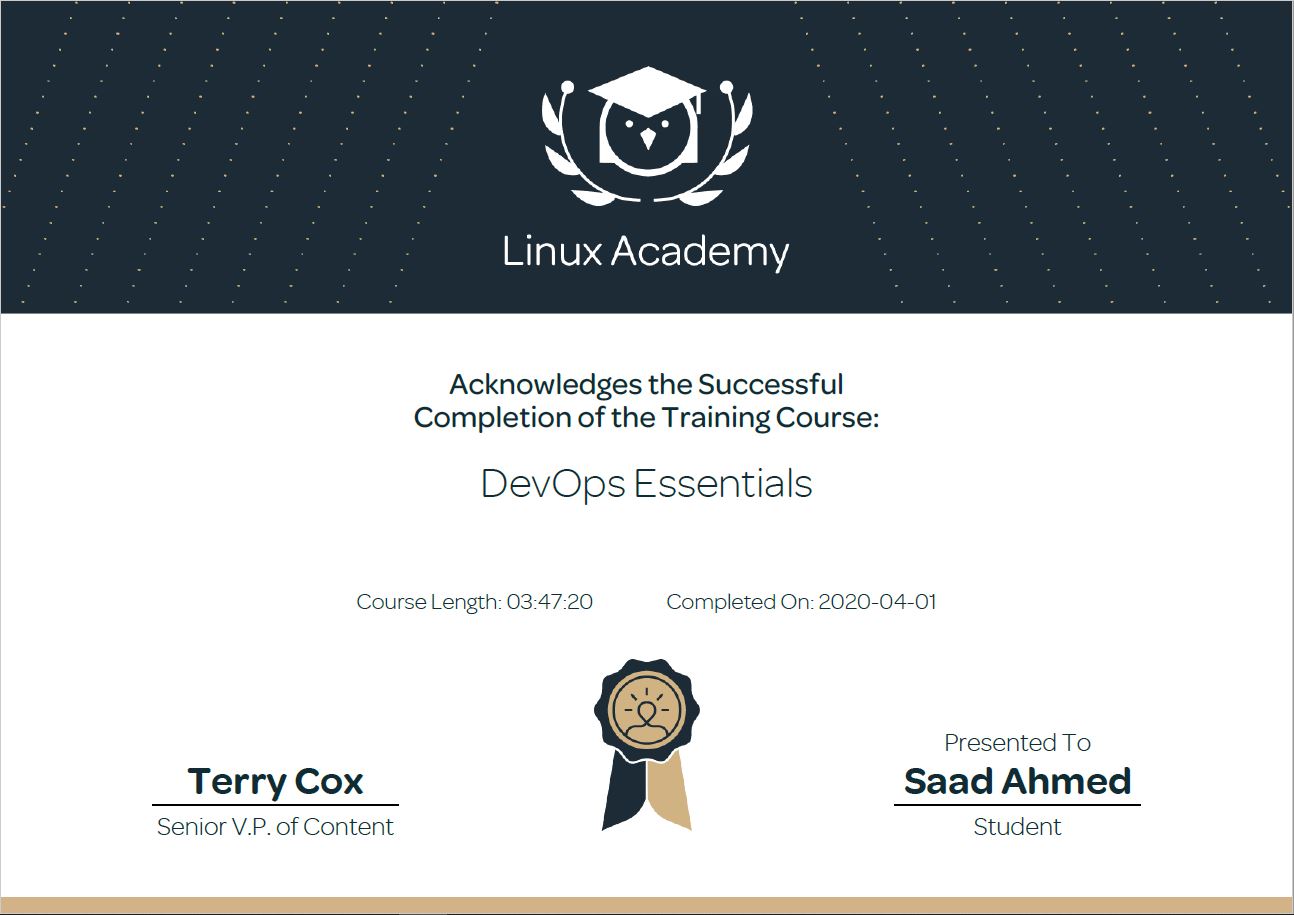 Linux Academy
Acknowledges the Successful
Completion of the Training Course:
DevOps Essentials
Course Length: 03:47:20
Completed On: 2020-04-01
Terry Cox
Senior V.P. of Content
Presented To
Saad Ahmed
Student